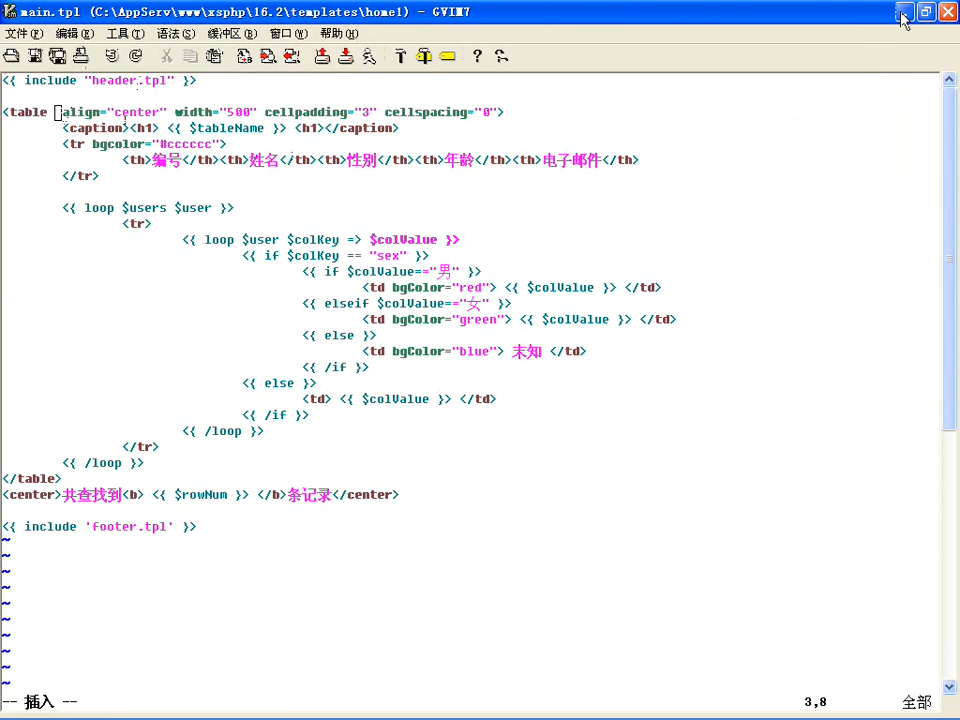 main.tpl (C:\AppServ\www\xsphp\16.2\templates\home1) - GVIM7
文件(F) 编辑(E) 工具(T) 语法(S) 缓冲区(B) 窗口(W) 帮助(H)
<{ include "header.tpl" }>
<table align="center" width="500" cellpadding="3" cellspacing="0">
<caption><h1> <{ $tableName }> <h1></caption>
<tr bgcolor="#cccccc">
<th>编号</th><th>姓名</th><th>性别</th><th>年龄</th><th>电子邮件</th>
</tr>
<{ loop $users $user }>
<tr>
<{ loop $user $colKey => $colValue }>
<{ if $colKey == "sex" }>
<{ if $colValue=="男" }>
<td bgColor="red"> <{ $colValue }> </td>
<{ elseif $colValue=="女" }>
<td bgColor="green"> <{ $colValue }> </td>
<{ else }>
<td bgColor="blue"> 未知 </td>
<{ /if }>
<{ else }>
<td> <{ $colValue }> </td>
<{ /if }>
<{ /loop }>
</tr>
<{ /loop }>
</table>
<center>共查找到<b> <{ $rowNum }> </b>条记录</center>
<{ include 'footer.tpl' }>
~
~
~
~
~
~
~
~
~
~
-- 插入 -- 3,8 全部